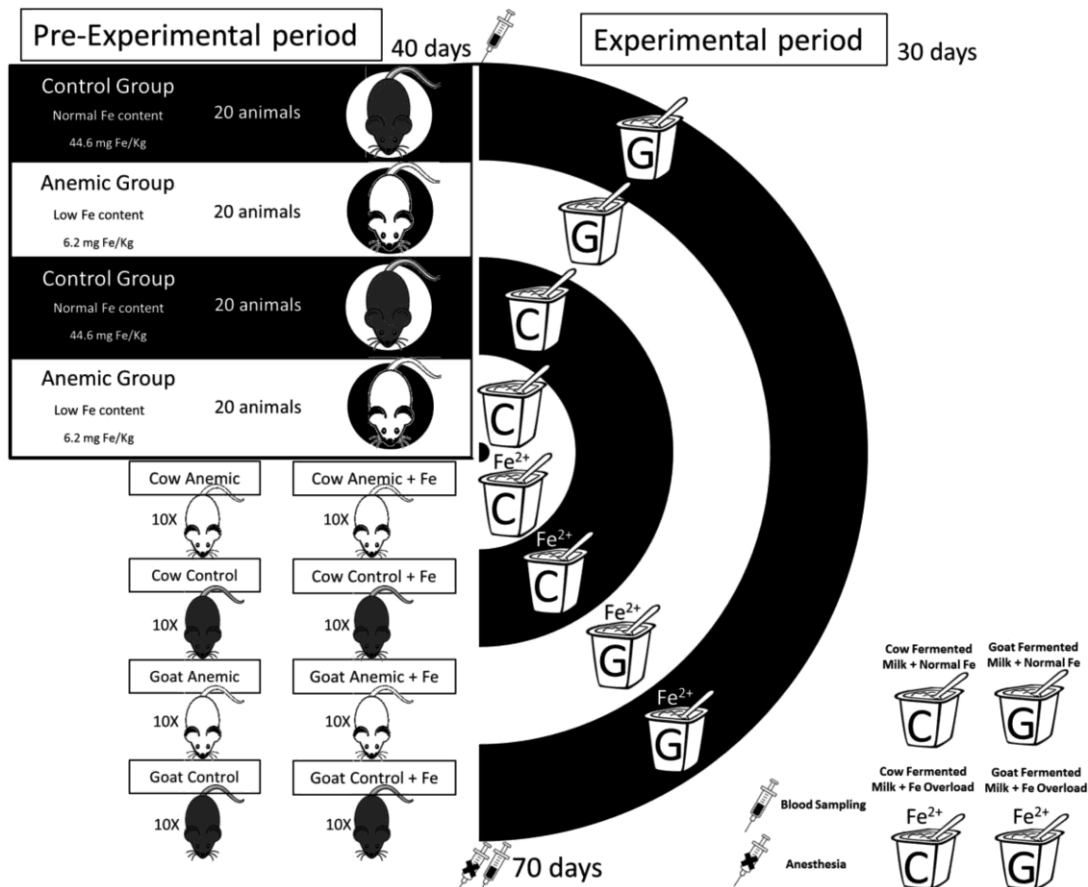 Pre-Experimental period
40 days
Experimental period
30 days
Control Group
Normal Fe content
44.6 mg Fe/Kg
20 animals
Anemic Group
Low Fe content
6.2 mg Fe/Kg
20 animals
Control Group
Normal Fe content
44.6 mg Fe/Kg
20 animals
Anemic Group
Low Fe content
6.2 mg Fe/Kg
20 animals
G
G
C
C
Fe²⁺
C
Fe²⁺
C
Fe²⁺
G
Fe²⁺
G
Cow Anemic
10X
Cow Anemic + Fe
10X
Cow Control
10X
Cow Control + Fe
10X
Goat Anemic
10X
Goat Anemic + Fe
10X
Goat Control
10X
Goat Control + Fe
10X
70 days
Blood Sampling
Anesthesia
Cow Fermented
Milk + Normal Fe
C
Goat Fermented
Milk + Normal Fe
G
Cow Fermented
Milk + Fe Overload
Fe²⁺
C
Goat Fermented
Milk + Fe Overload
Fe²⁺
G